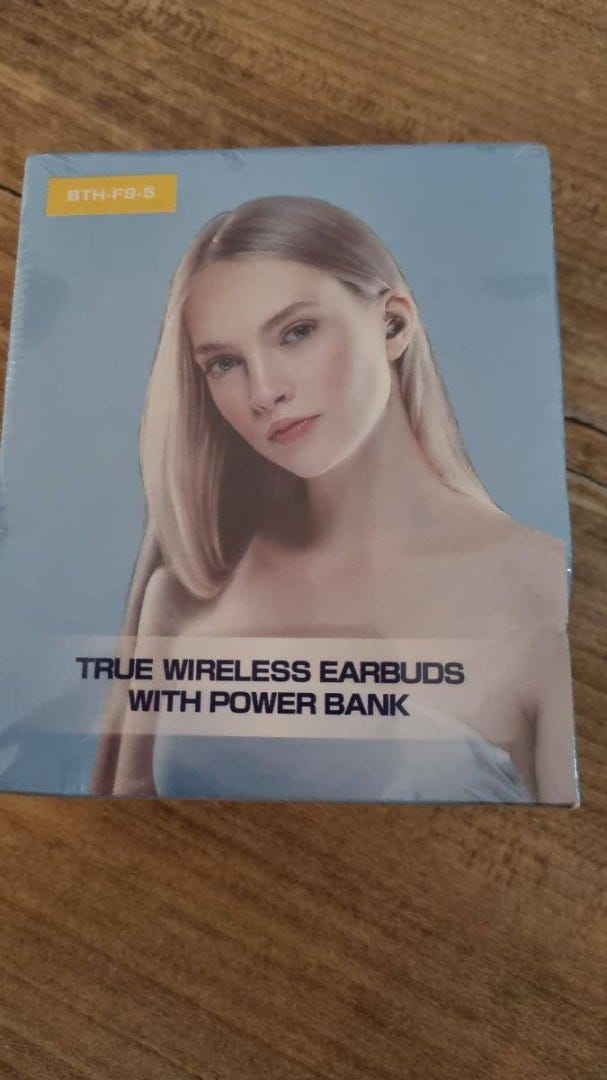 BTH-F9-5
TRUE WIRELESS EARBUDS
WITH POWER BANK